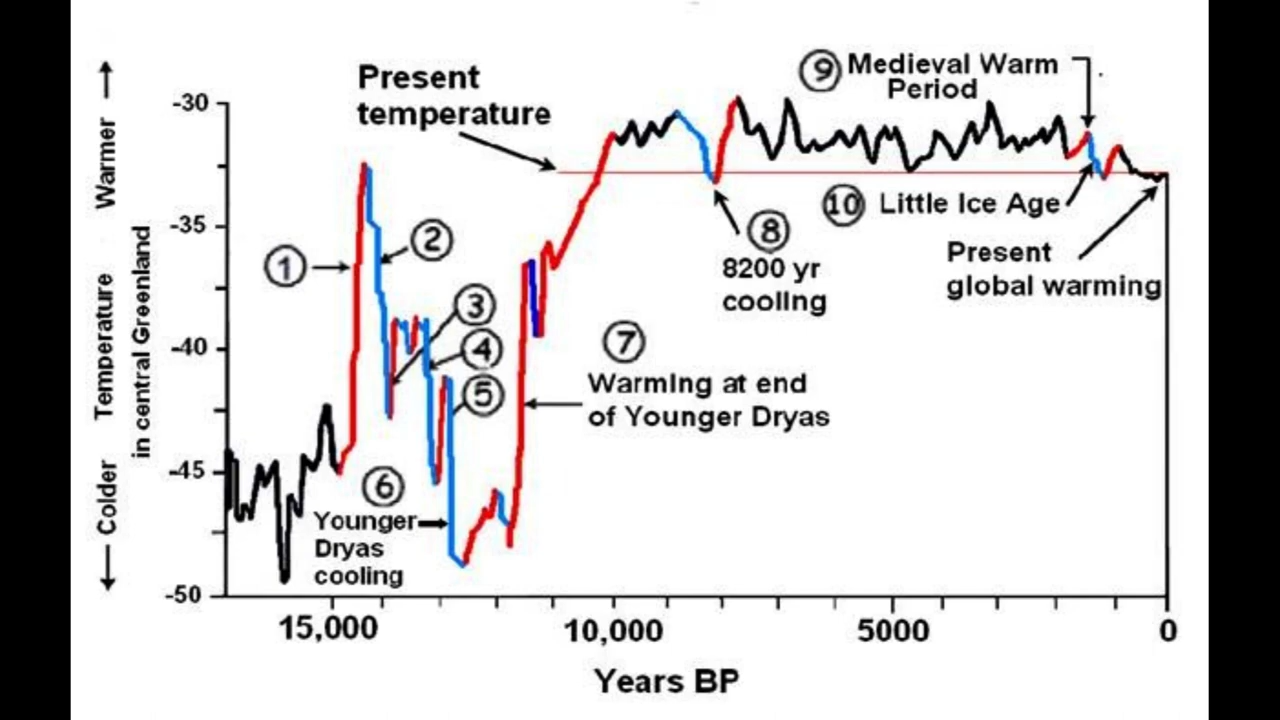 Present
temperature
9 Medieval Warm
Period
10 Little Ice Age
Present
global warming
8
8200 yr
cooling
7
Warming at end
of Younger Dryas
1
2
3
4
5
6
Younger
Dryas
cooling
← Colder Temperature Warmer →
in central Greenland
-30
-35
-40
-45
-50
15,000 10,000 5000 0
Years BP